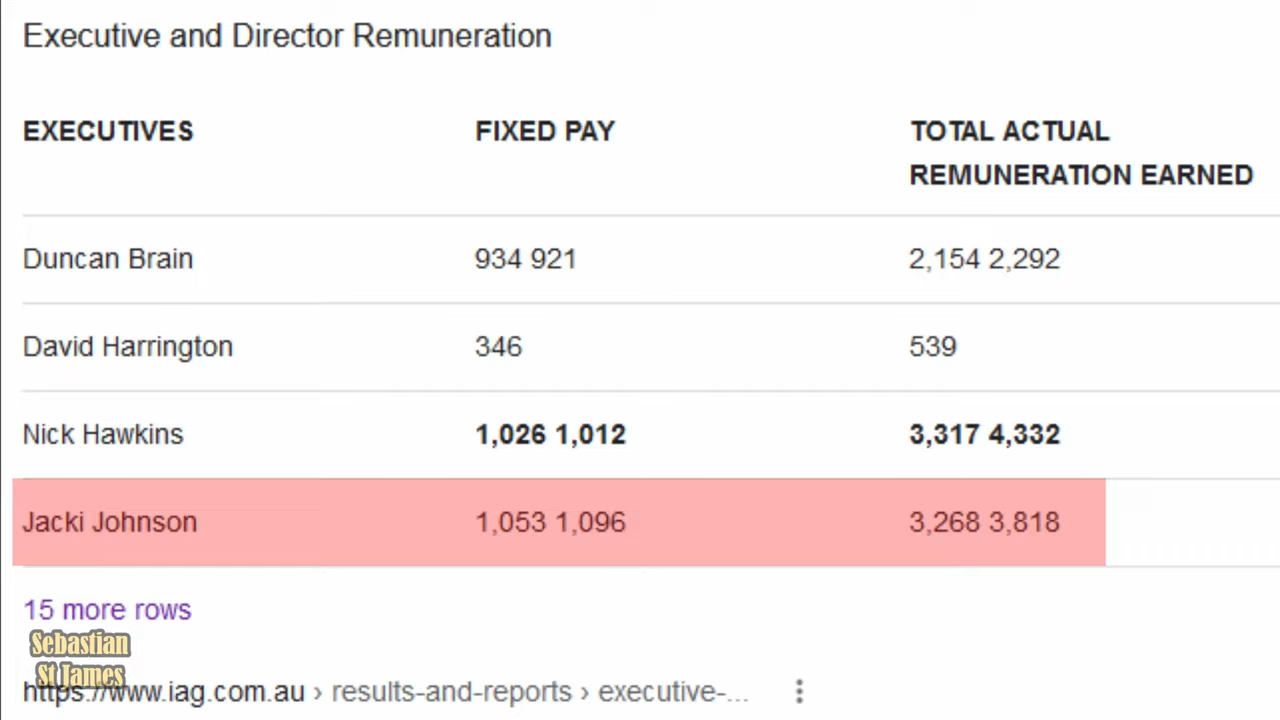 Executive and Director Remuneration
EXECUTIVES FIXED PAY TOTAL ACTUAL
REMUNERATION EARNED
Duncan Brain 934 921 2,154 2,292
David Harrington 346 539
Nick Hawkins 1,026 1,012 3,317 4,332
Jacki Johnson 1,053 1,096 3,268 3,818
15 more rows
Sebastian
St James
https://www.iag.com.au › results-and-reports › executive-...